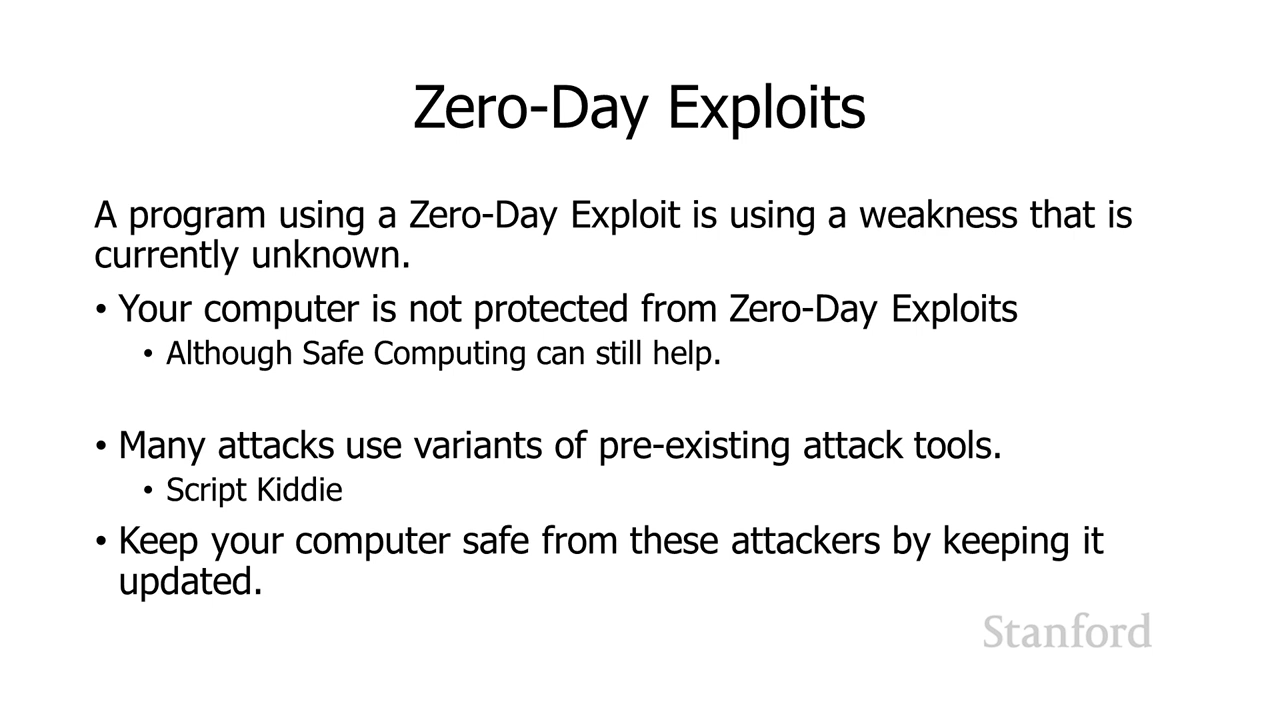 Zero-Day Exploits
A program using a Zero-Day Exploit is using a weakness that is
currently unknown.
• Your computer is not protected from Zero-Day Exploits
• Although Safe Computing can still help.
• Many attacks use variants of pre-existing attack tools.
• Script Kiddie
• Keep your computer safe from these attackers by keeping it
updated.
Stanford